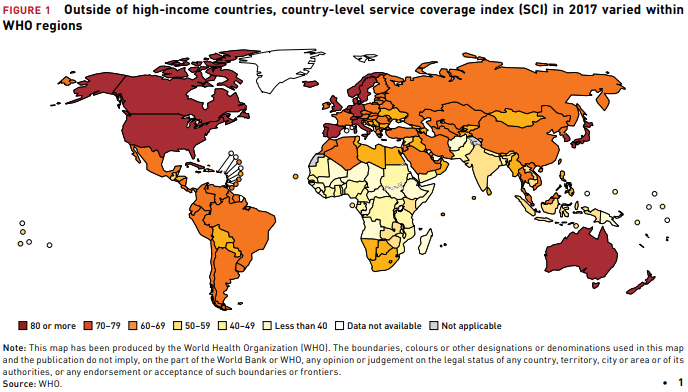 FIGURE 1 Outside of high-income countries, country-level service coverage index (SCI) in 2017 varied within
WHO regions
80 or more 70–79 60–69 50–59 40–49 Less than 40 Data not available Not applicable
Note: This map has been produced by the World Health Organization (WHO). The boundaries, colours or other designations or denominations used in this map
and the publication do not imply, on the part of the World Bank or WHO, any opinion or judgement on the legal status of any country, territory, city or area or of its
authorities, or any endorsement or acceptance of such boundaries or frontiers.
Source: WHO.
• 1